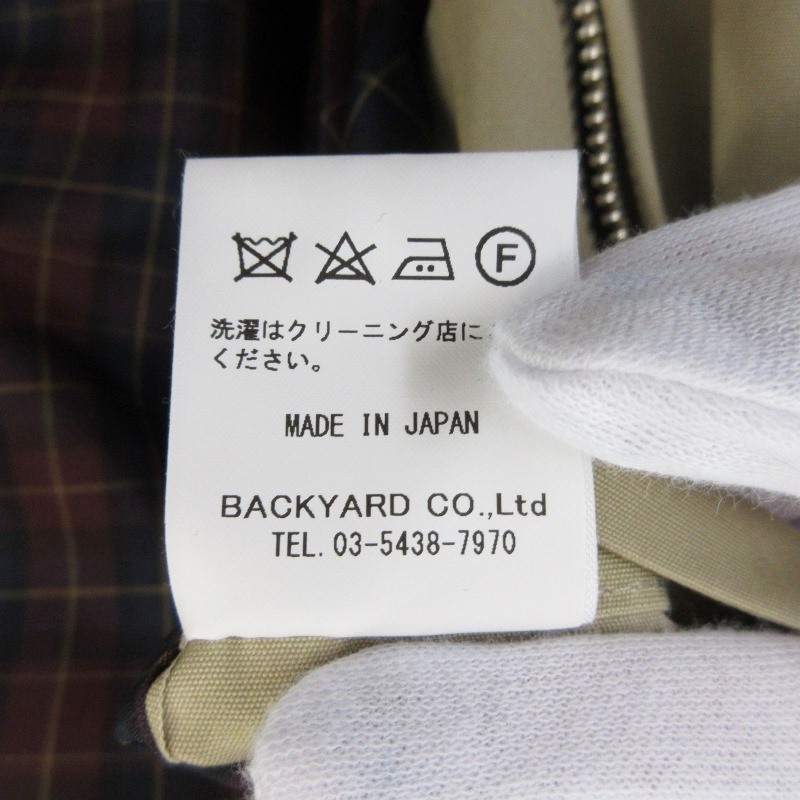 F
洗濯はクリーニング店に
ください。
MADE IN JAPAN
BACKYARD CO.,Ltd
TEL. 03-5438-7970